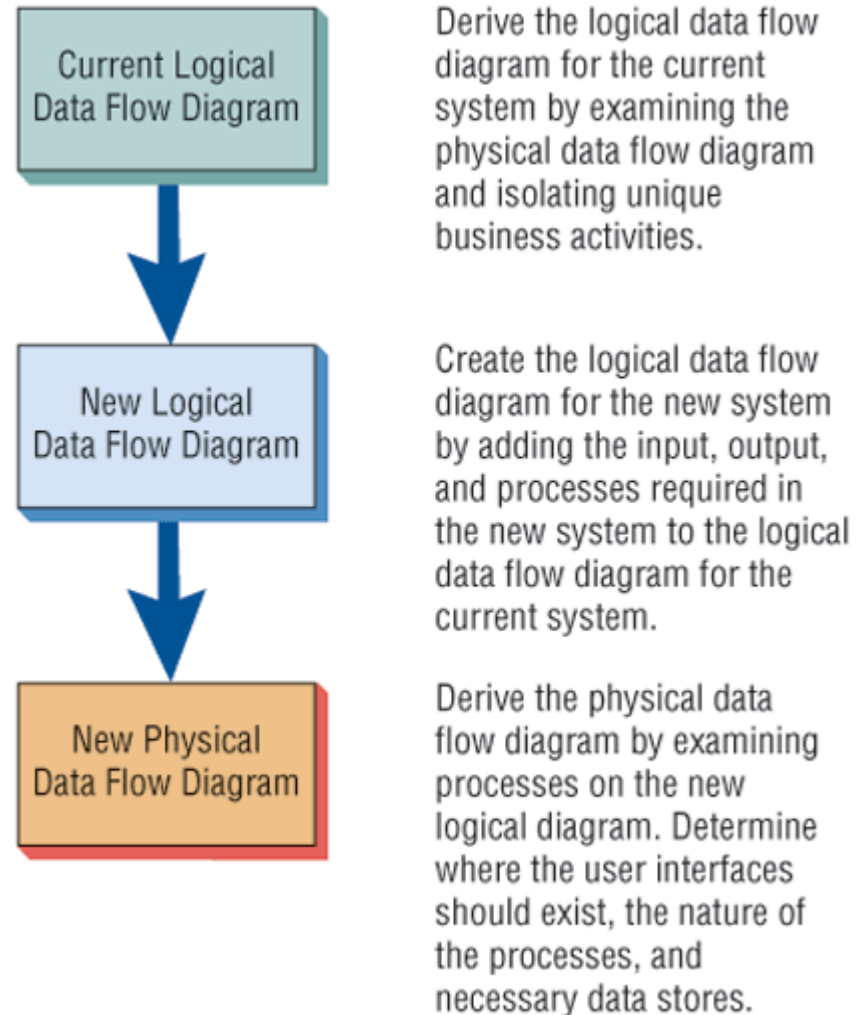 Current Logical
Data Flow Diagram
Derive the logical data flow
diagram for the current
system by examining the
physical data flow diagram
and isolating unique
business activities.
New Logical
Data Flow Diagram
Create the logical data flow
diagram for the new system
by adding the input, output,
and processes required in
the new system to the logical
data flow diagram for the
current system.
New Physical
Data Flow Diagram
Derive the physical data
flow diagram by examining
processes on the new
logical diagram. Determine
where the user interfaces
should exist, the nature of
the processes, and
necessary data stores.